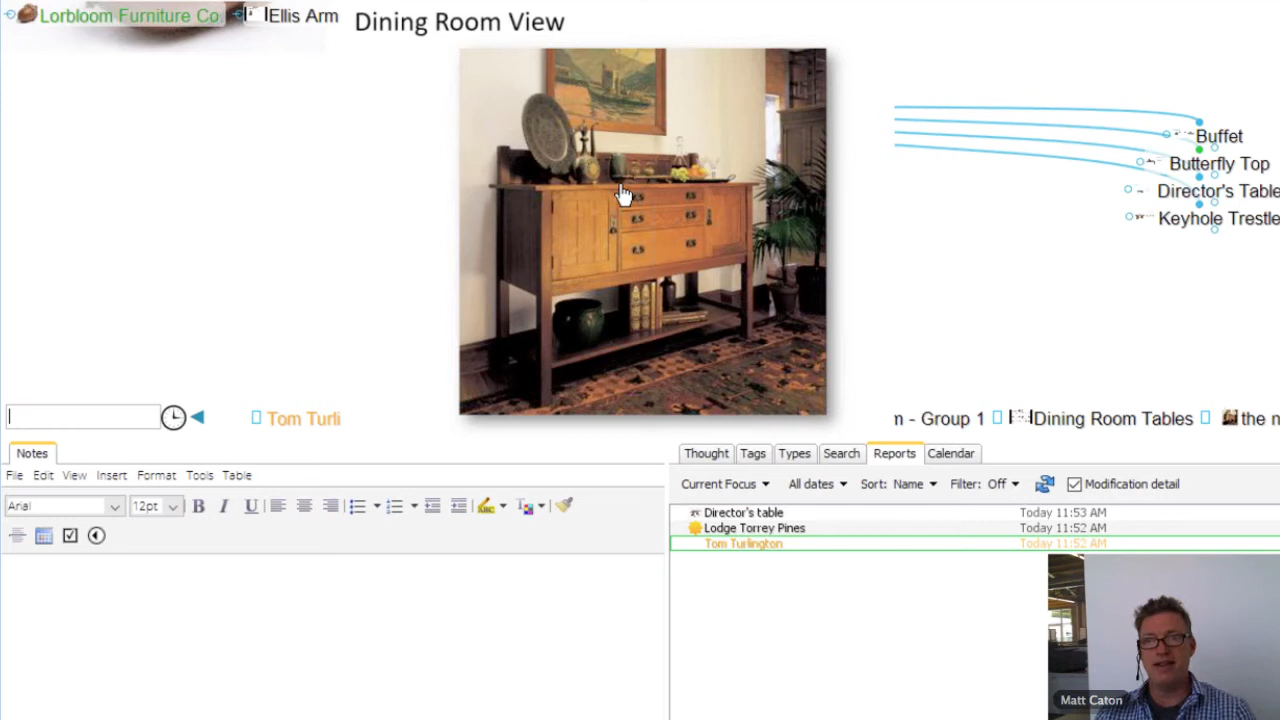 Lorbloom Furniture Co.
Ellis Arm
Dining Room View
Buffet
Butterfly Top
Director's Table
Keyhole Trestle
Tom Turli
n - Group 1
Dining Room Tables
the n
Notes
File Edit View Insert Format Tools Table
Arial 12pt B I U ABC T
Thought Tags Types Search Reports Calendar
Current Focus All dates Sort: Name Filter: Off Modification detail
Director's table Today 11:53 AM
Lodge Torrey Pines Today 11:52 AM
Tom Turlington Today 11:52 AM
Matt Caton